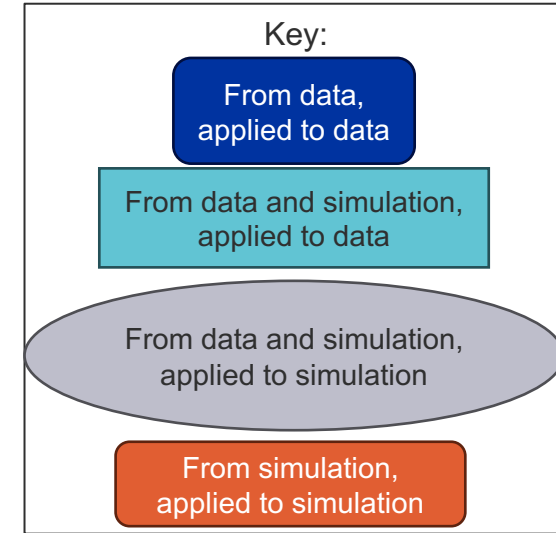 Key:
From data,
applied to data
From data and simulation,
applied to data
From data and simulation,
applied to simulation
From simulation,
applied to simulation